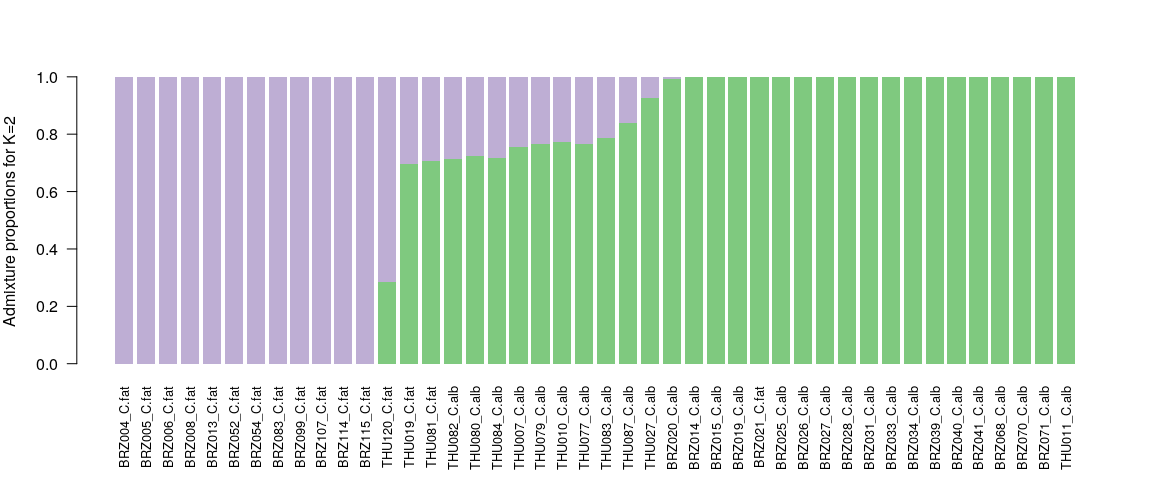 Admixture proportions for K=2
1.0
0.8
0.6
0.4
0.2
0.0
BRZ004_C.fat
BRZ005_C.fat
BRZ006_C.fat
BRZ008_C.fat
BRZ013_C.fat
BRZ052_C.fat
BRZ054_C.fat
BRZ083_C.fat
BRZ099_C.fat
BRZ107_C.fat
BRZ114_C.fat
BRZ115_C.fat
THU120_C.fat
THU019_C.fat
THU081_C.fat
THU082_C.alb
THU080_C.alb
THU084_C.alb
THU007_C.alb
THU079_C.alb
THU010_C.alb
THU077_C.alb
THU083_C.alb
THU087_C.alb
THU027_C.alb
BRZ020_C.alb
BRZ014_C.alb
BRZ015_C.alb
BRZ019_C.alb
BRZ021_C.fat
BRZ025_C.alb
BRZ026_C.alb
BRZ027_C.alb
BRZ028_C.alb
BRZ031_C.alb
BRZ033_C.alb
BRZ034_C.alb
BRZ039_C.alb
BRZ040_C.alb
BRZ041_C.alb
BRZ068_C.alb
BRZ070_C.alb
BRZ071_C.alb
THU011_C.alb